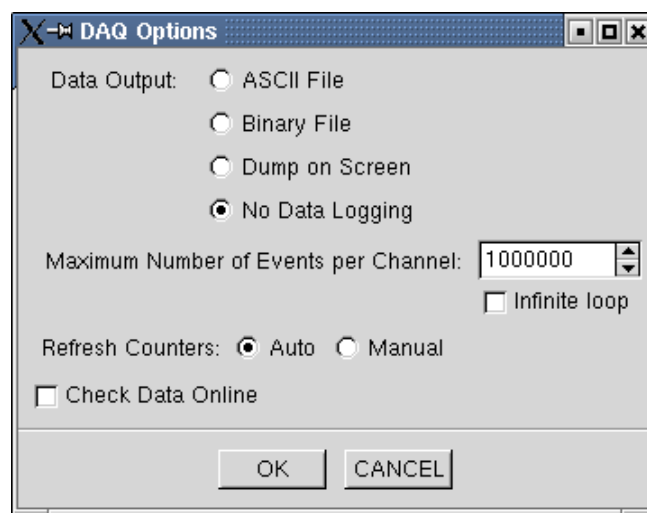 DAQ Options
Data Output: ASCII File
Binary File
Dump on Screen
No Data Logging
Maximum Number of Events per Channel: 1000000
Infinite loop
Refresh Counters: Auto Manual
Check Data Online
OK CANCEL